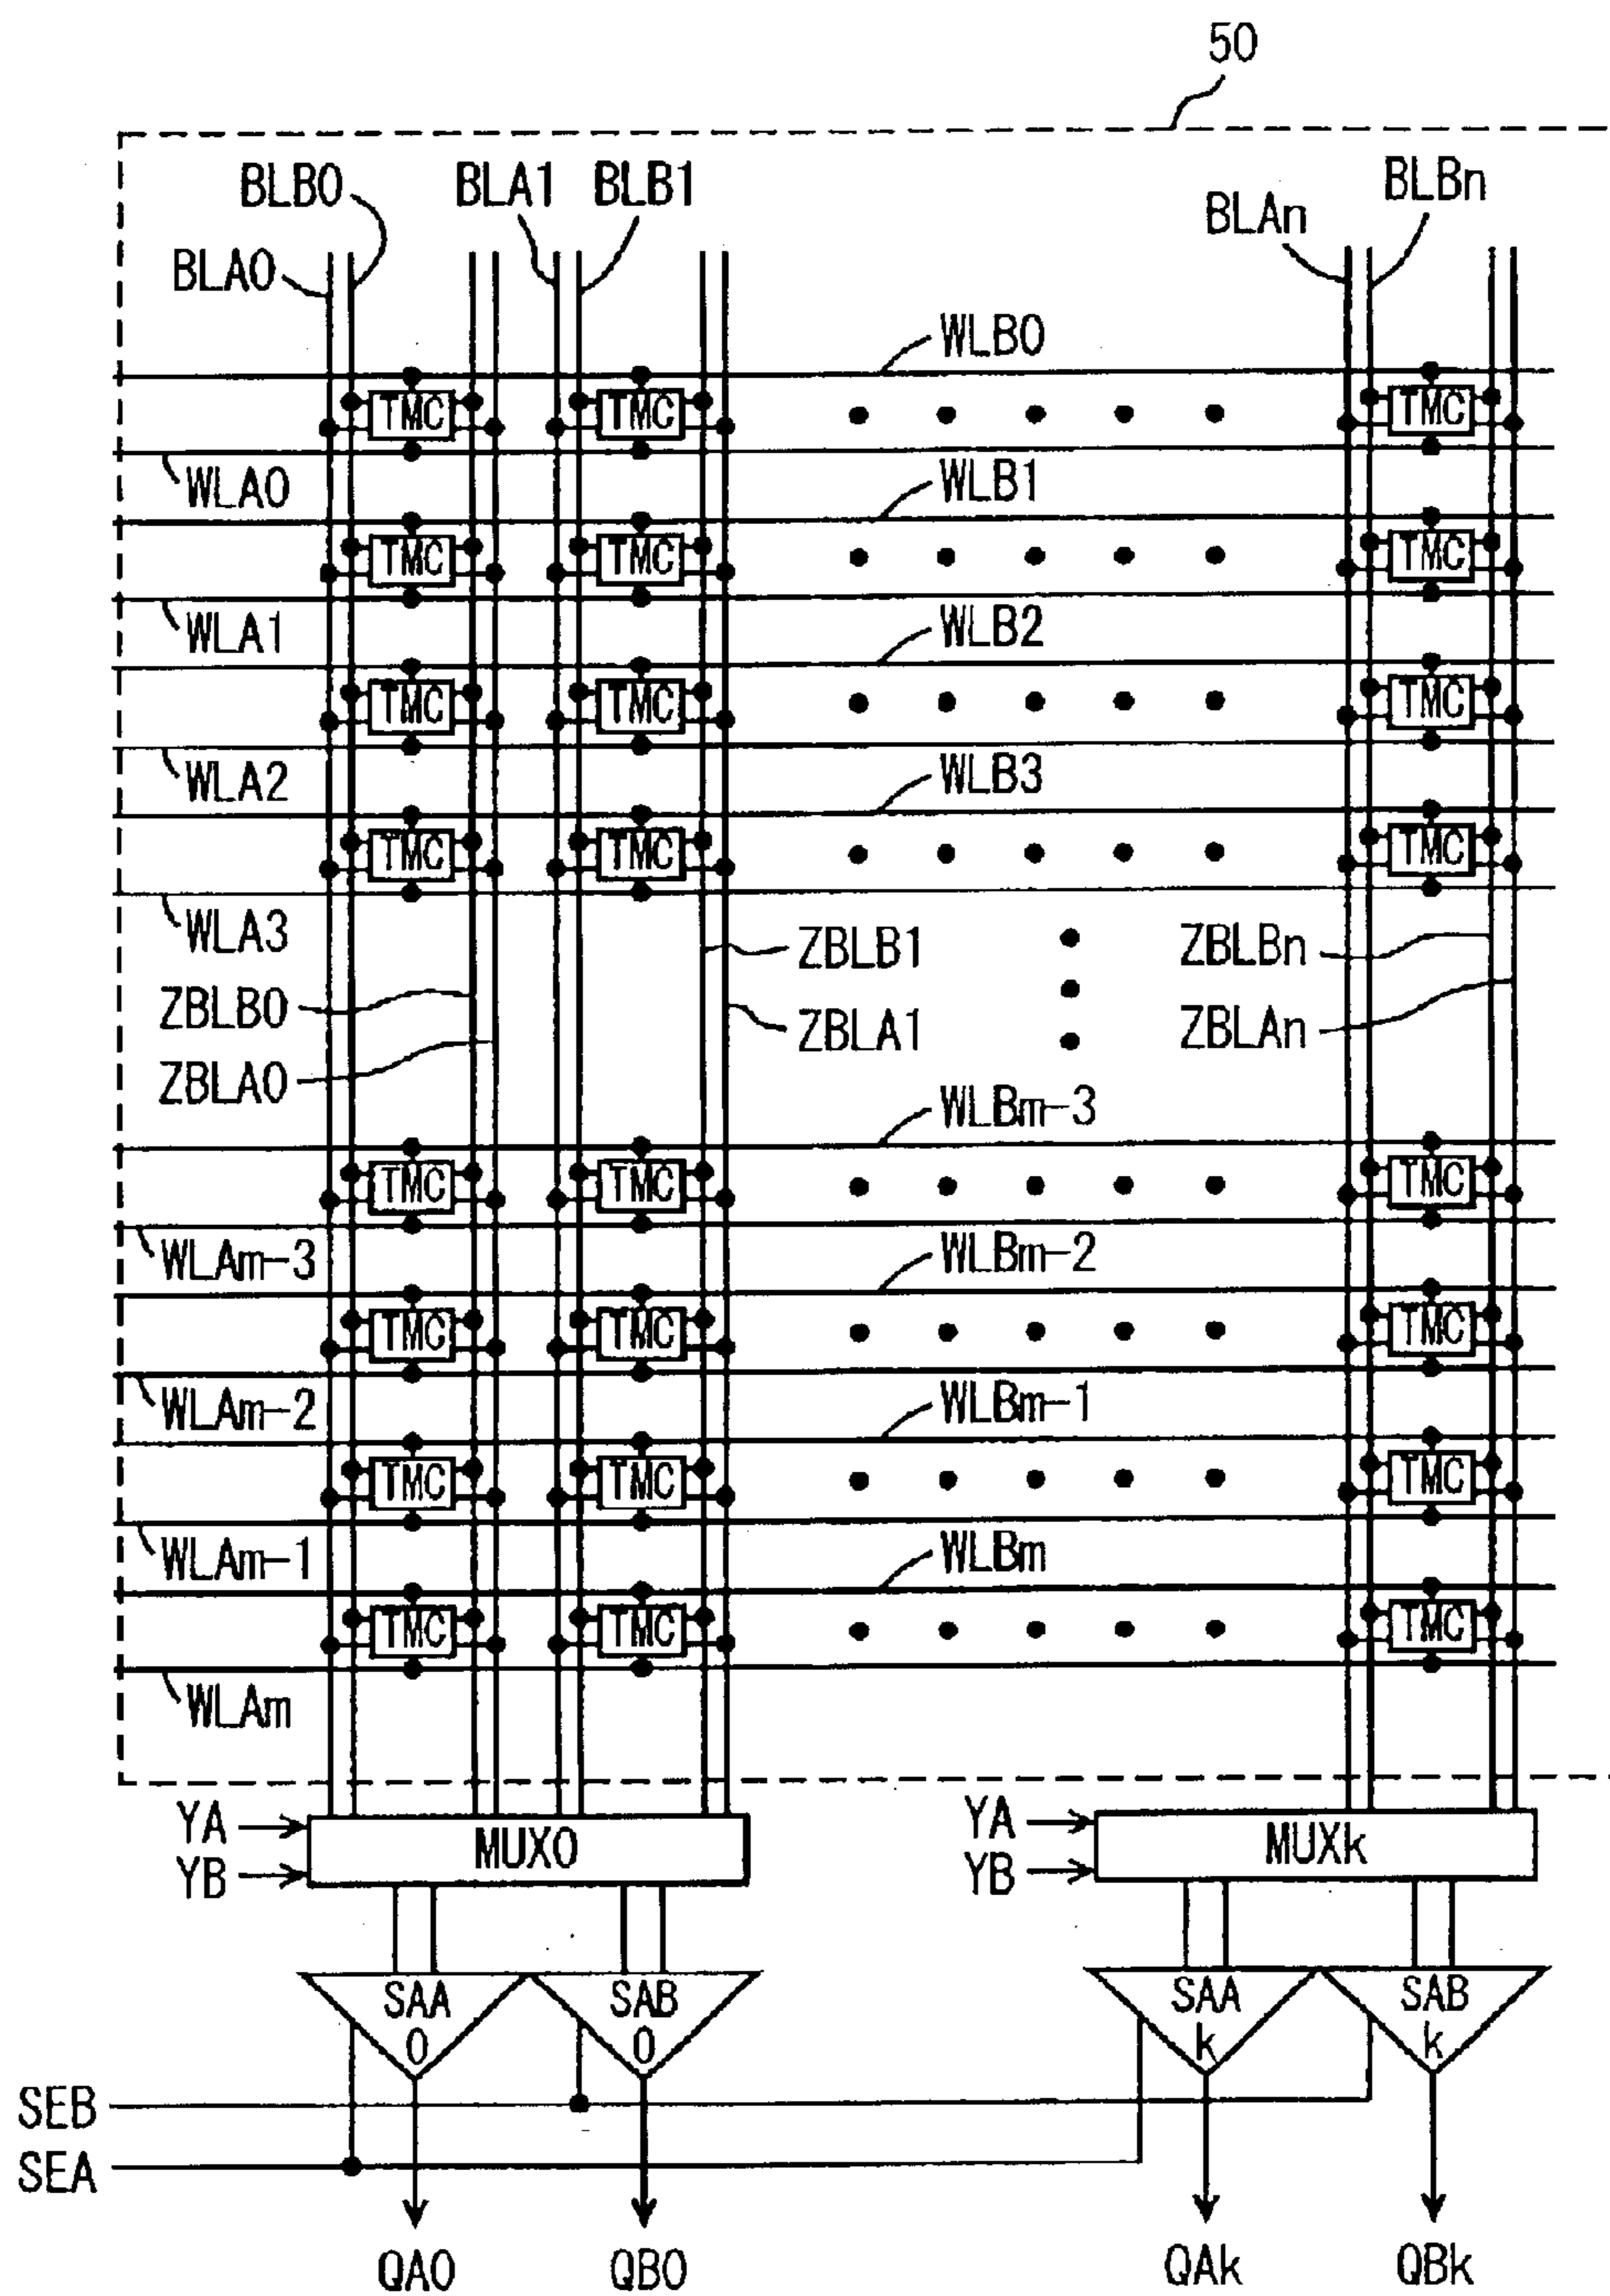 50
BLB0 BLA1 BLB1 BLBn
BLAn
BLA0
WLB0
TMC TMC TMC
WLA0 WLB1
TMC TMC TMC
WLA1 WLB2
TMC TMC TMC
WLA2 WLB3
TMC TMC TMC
WLA3
ZBLB1 ZBLBn
ZBLB0
ZBLA1 ZBLAn
ZBLA0
WLBm-3
TMC TMC TMC
WLAm-3 WLBm-2
TMC TMC TMC
WLAm-2 WLBm-1
TMC TMC TMC
WLAm-1 WLBm
TMC TMC TMC
WLAm
YA YA
MUX0 MUXk
YB YB
SAA SAB SAA SAB
0 0 k k
SEB
SEA
QA0 QB0 QAk QBk